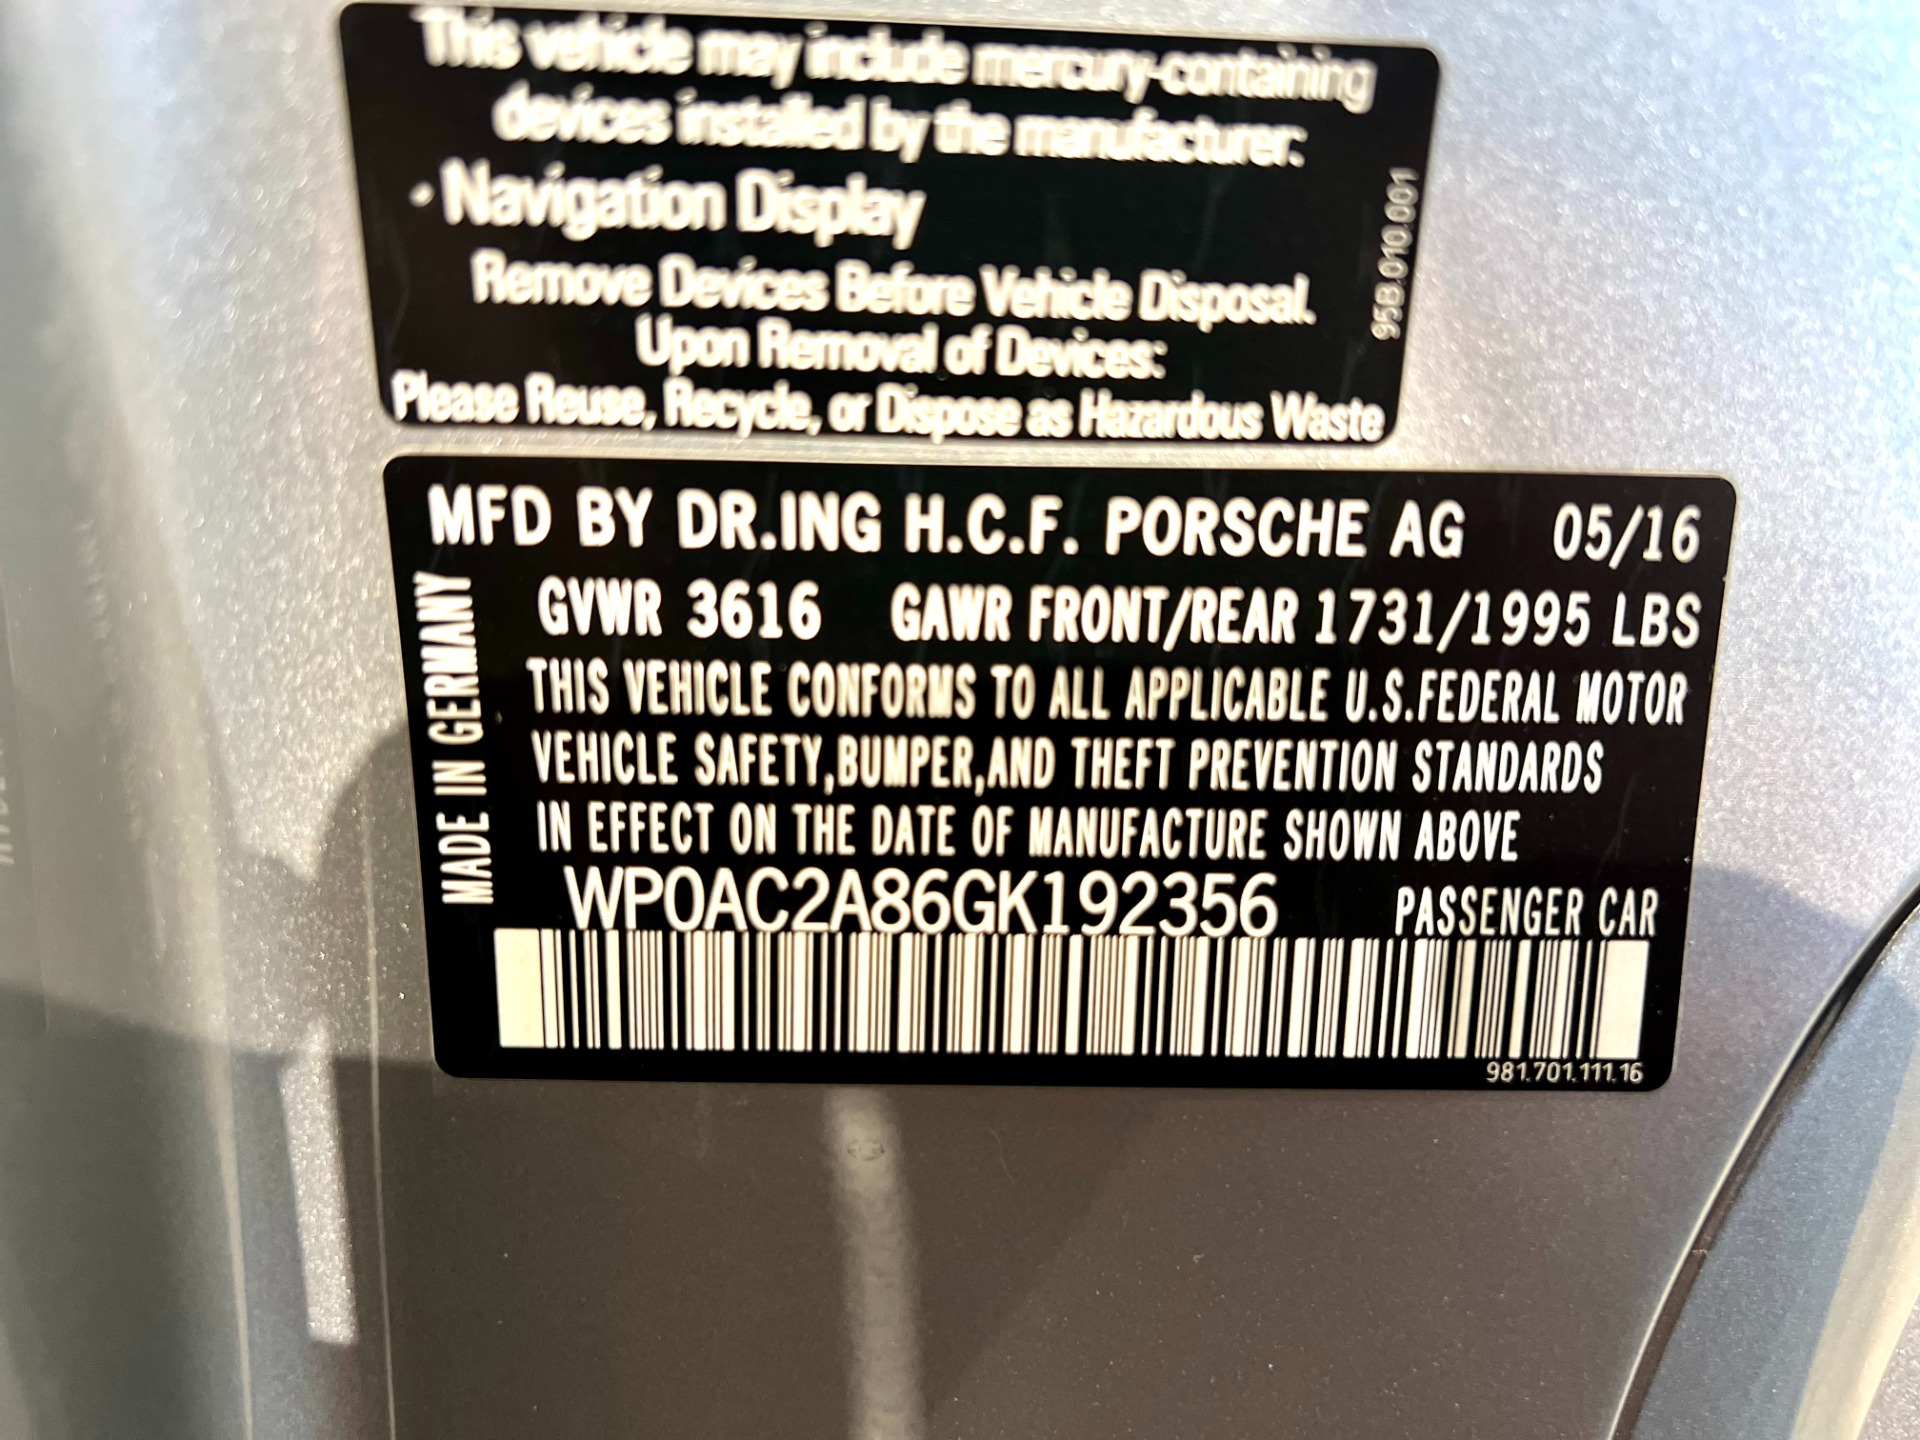 This vehicle may include mercury-containing
devices installed by the manufacturer:
• Navigation Display
Remove Devices Before Vehicle Disposal.
Upon Removal of Devices:
Please Reuse, Recycle, or Dispose as Hazardous Waste
95B.010.001
MFD BY DR.ING H.C.F. PORSCHE AG 05/16
GVWR 3616 GAWR FRONT/REAR 1731/1995 LBS
THIS VEHICLE CONFORMS TO ALL APPLICABLE U.S.FEDERAL MOTOR
VEHICLE SAFETY,BUMPER,AND THEFT PREVENTION STANDARDS
IN EFFECT ON THE DATE OF MANUFACTURE SHOWN ABOVE
MADE IN GERMANY
WP0AC2A86GK192356 PASSENGER CAR
981.701.111.16